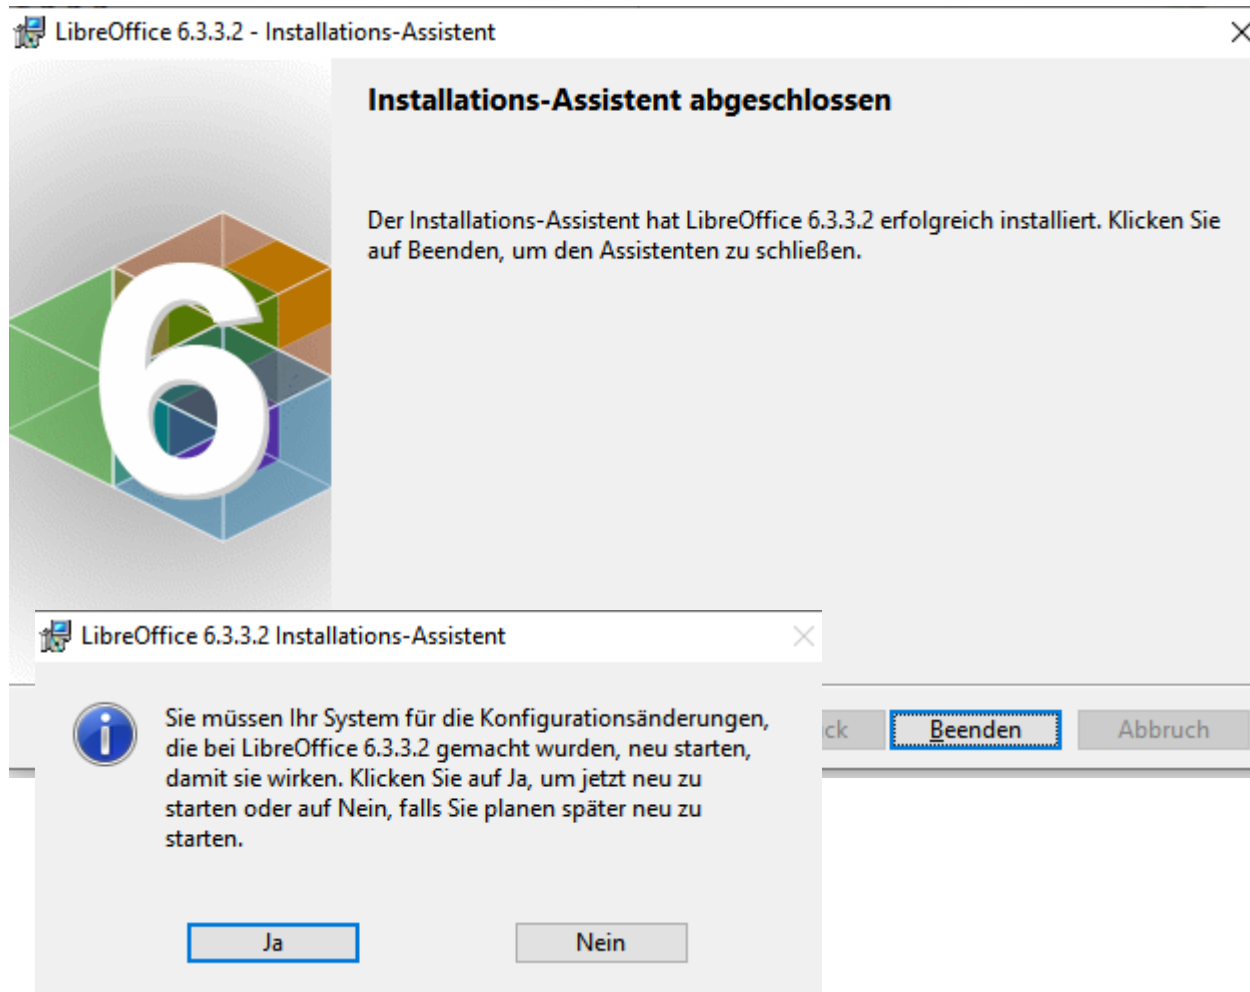 LibreOffice 6.3.3.2 - Installations-Assistent
Installations-Assistent abgeschlossen
Der Installations-Assistent hat LibreOffice 6.3.3.2 erfolgreich installiert. Klicken Sie
auf Beenden, um den Assistenten zu schließen.
6
ck
Beenden
Abbruch
LibreOffice 6.3.3.2 Installations-Assistent
Sie müssen Ihr System für die Konfigurationsänderungen,
die bei LibreOffice 6.3.3.2 gemacht wurden, neu starten,
damit sie wirken. Klicken Sie auf Ja, um jetzt neu zu
starten oder auf Nein, falls Sie planen später neu zu
starten.
Ja
Nein